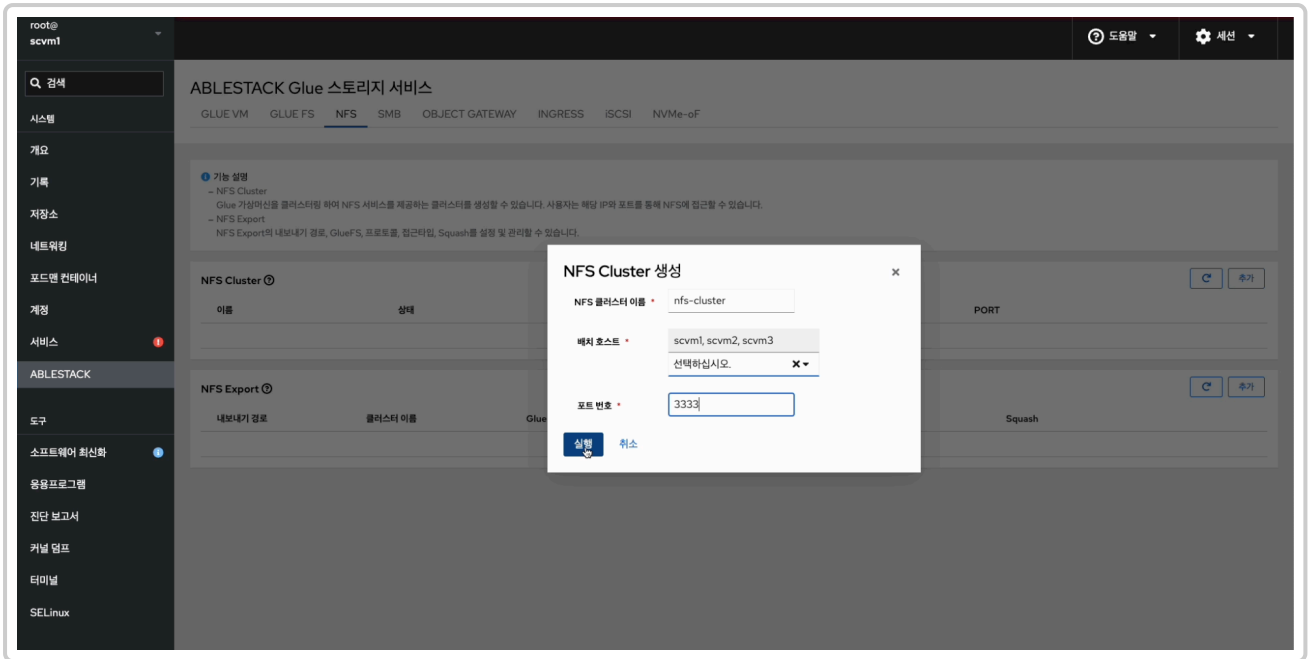 root@
scvm1
도움말
세션
검색
시스템
개요
기록
저장소
네트워킹
포드맨 컨테이너
계정
서비스
ABLESTACK
도구
소프트웨어 최신화
응용프로그램
진단 보고서
커널 덤프
터미널
SELinux
ABLESTACK Glue 스토리지 서비스
GLUE VM GLUE FS NFS SMB OBJECT GATEWAY INGRESS iSCSI NVMe-oF
기능 설명
– NFS Cluster
Glue 가상머신을 클러스터링 하여 NFS 서비스를 제공하는 클러스터를 생성할 수 있습니다. 사용자는 해당 IP와 포트를 통해 NFS에 접근할 수 있습니다.
– NFS Export
NFS Export의 내보내기 경로, GlueFS, 프로토콜, 접근타입, Squash를 설정 및 관리할 수 있습니다.
NFS Cluster
추가
이름 상태 PORT
NFS Export
추가
내보내기 경로 클러스터 이름 Glue Squash
NFS Cluster 생성
NFS 클러스터 이름 * nfs-cluster
배치 호스트 * scvm1, scvm2, scvm3
선택하십시오.
포트 번호 * 3333
실행 취소